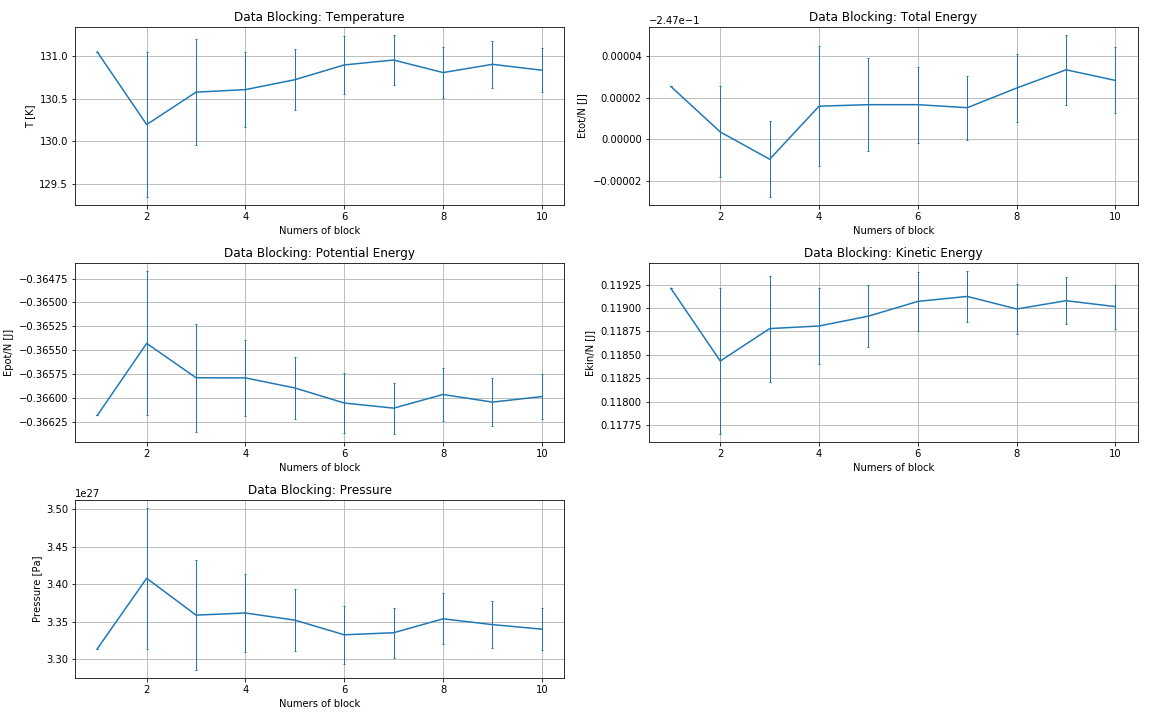 Data Blocking: Temperature
131.0
130.5
130.0
129.5
T [K]
2 4 6 8 10
Numers of block
Data Blocking: Total Energy
−2.47e−1
0.00004
0.00002
0.00000
−0.00002
Etot/N [J]
2 4 6 8 10
Numers of block
Data Blocking: Potential Energy
−0.36475
−0.36500
−0.36525
−0.36550
−0.36575
−0.36600
−0.36625
Epot/N [J]
2 4 6 8 10
Numers of block
Data Blocking: Kinetic Energy
0.11925
0.11900
0.11875
0.11850
0.11825
0.11800
0.11775
Ekin/N [J]
2 4 6 8 10
Numers of block
Data Blocking: Pressure
1e27
3.50
3.45
3.40
3.35
3.30
Pressure [Pa]
2 4 6 8 10
Numers of block